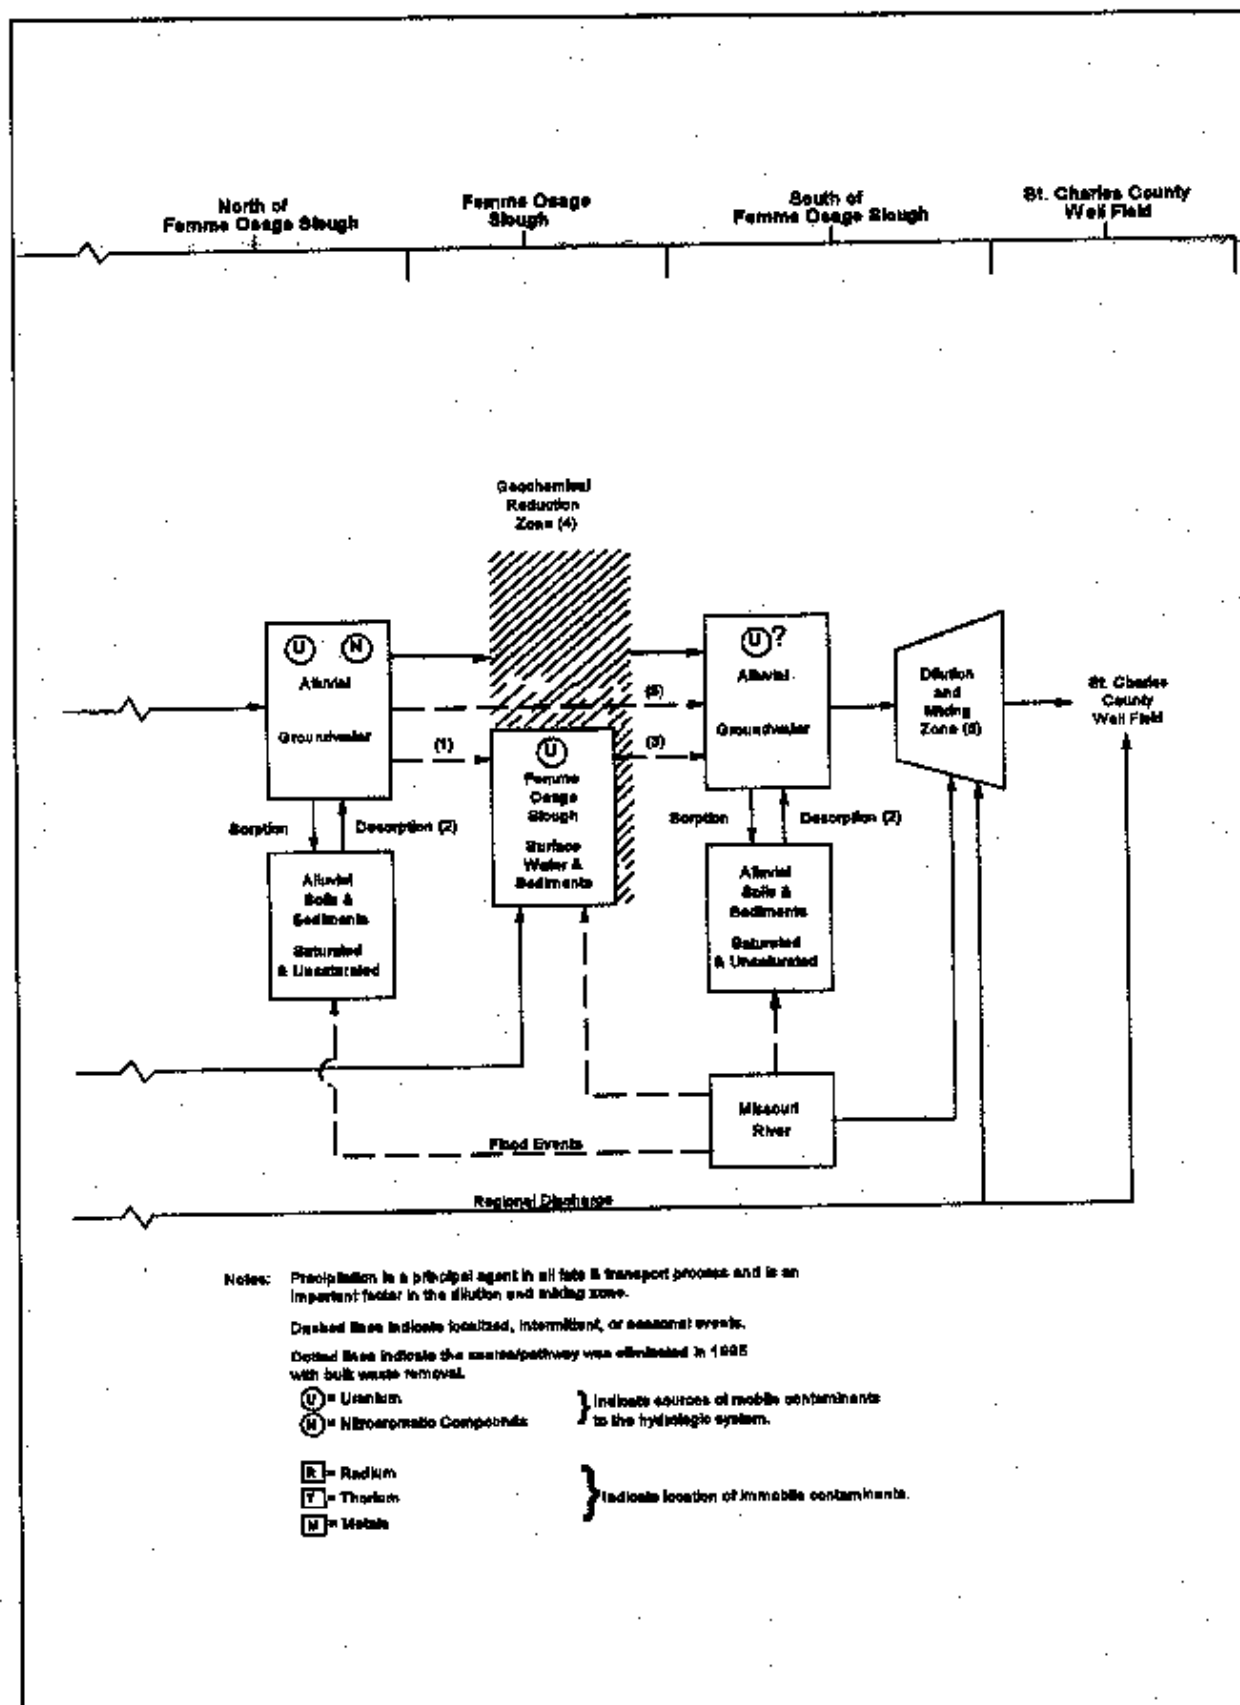 North of
Femme Osage Slough
Femme Osage
Slough
South of
Femme Osage Slough
St. Charles County
Well Field
Geochemical
Reduction
Zone (4)
U N
Alluvial
Groundwater
(1)
(5)
(3)
U
Femme
Osage
Slough
Surface
Water &
Sediments
U?
Alluvial
Groundwater
Dilution
and
Mixing
Zone (6)
St. Charles
County
Well Field
Sorption
Desorption (2)
Sorption
Desorption (2)
Alluvial
Soils &
Sediments
Saturated
& Unsaturated
Alluvial
Soils &
Sediments
Saturated
& Unsaturated
Missouri
River
Flood Events
Regional Discharge
Notes: Precipitation is a principal agent in all fate & transport process and is an
important factor in the dilution and mixing zone.
Dashed lines indicate localized, intermittent, or seasonal events.
Dotted lines indicate the source/pathway was eliminated in 1995
with bulk waste removal.
U = Uranium
N = Nitroaromatic Compounds
} Indicate sources of mobile contaminants
to the hydrologic system.
R = Radium
T = Thorium
M = Metals
} Indicate location of immobile contaminants.